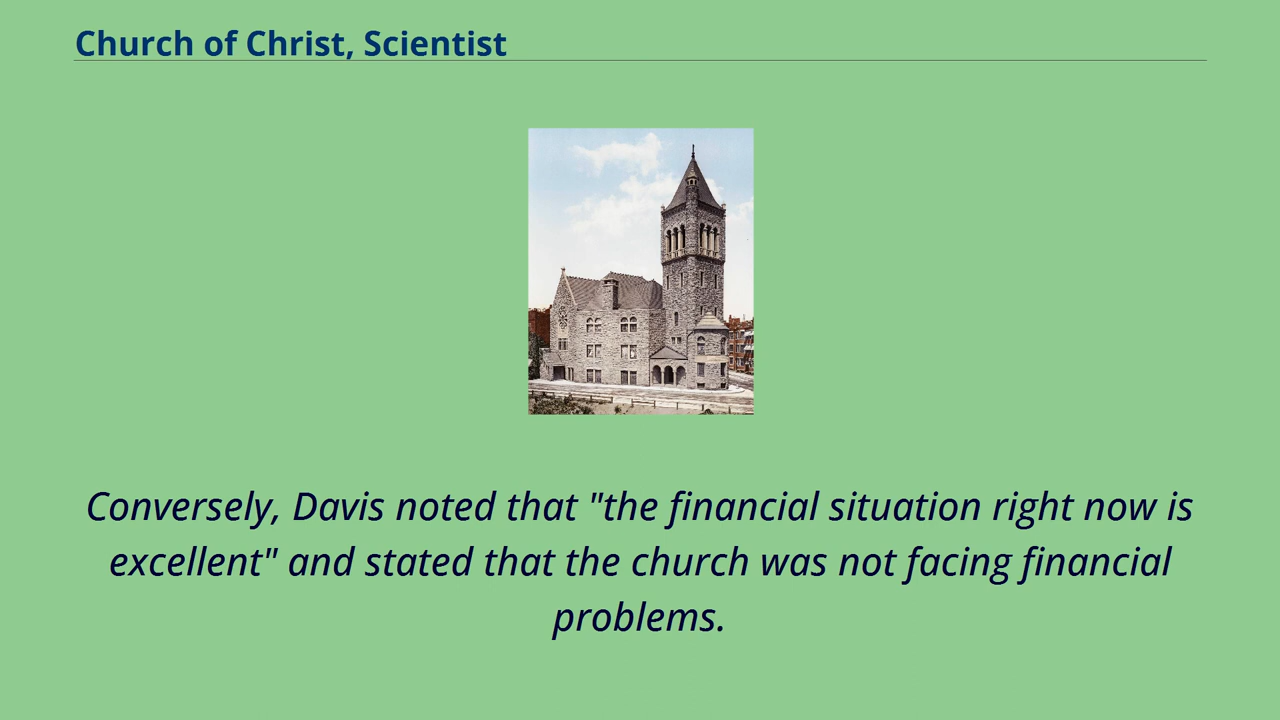 Church of Christ, Scientist
Conversely, Davis noted that "the financial situation right now is
excellent" and stated that the church was not facing financial
problems.